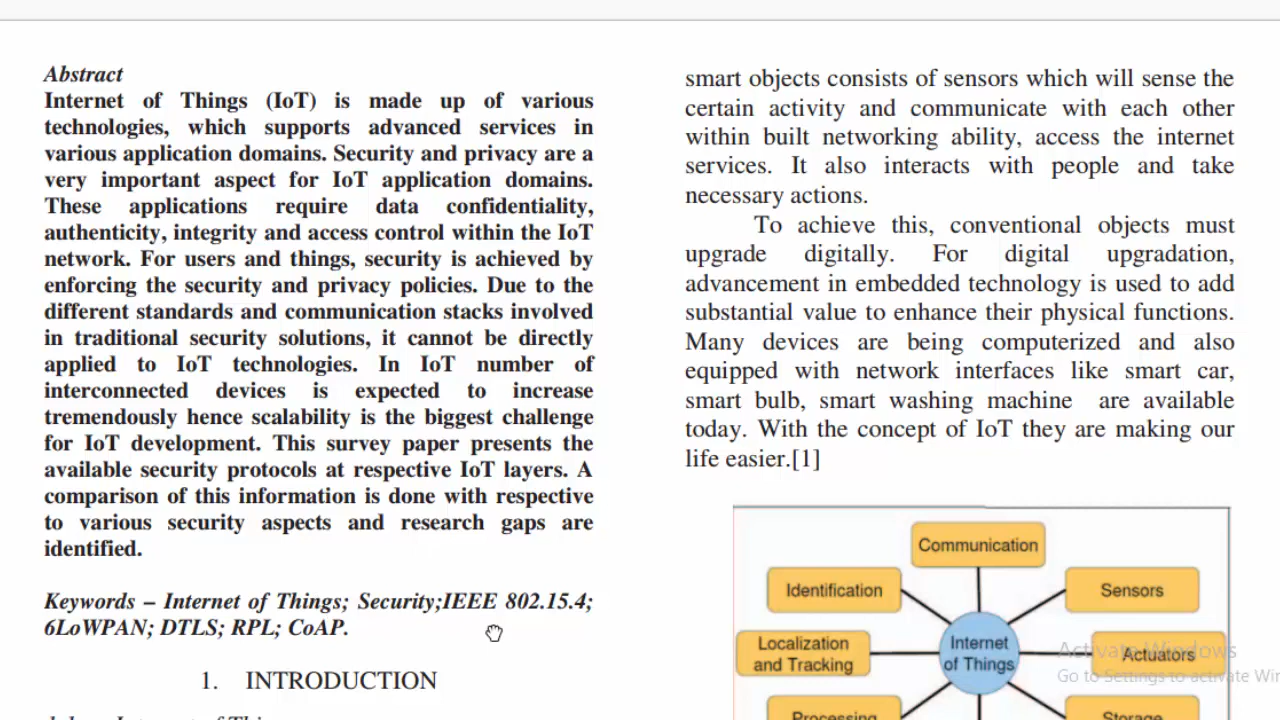 Abstract
Internet of Things (IoT) is made up of various
technologies, which supports advanced services in
various application domains. Security and privacy are a
very important aspect for IoT application domains.
These applications require data confidentiality,
authenticity, integrity and access control within the IoT
network. For users and things, security is achieved by
enforcing the security and privacy policies. Due to the
different standards and communication stacks involved
in traditional security solutions, it cannot be directly
applied to IoT technologies. In IoT number of
interconnected devices is expected to increase
tremendously hence scalability is the biggest challenge
for IoT development. This survey paper presents the
available security protocols at respective IoT layers. A
comparison of this information is done with respective
to various security aspects and research gaps are
identified.
Keywords – Internet of Things; Security;IEEE 802.15.4;
6LoWPAN; DTLS; RPL; CoAP.
1. INTRODUCTION
smart objects consists of sensors which will sense the
certain activity and communicate with each other
within built networking ability, access the internet
services. It also interacts with people and take
necessary actions.
To achieve this, conventional objects must
upgrade digitally. For digital upgradation,
advancement in embedded technology is used to add
substantial value to enhance their physical functions.
Many devices are being computerized and also
equipped with network interfaces like smart car,
smart bulb, smart washing machine are available
today. With the concept of IoT they are making our
life easier.[1]
Communication
Identification
Sensors
Localization
and Tracking
Internet
of Things
Actuators
Processing
Storage
Activate Windows
Go to Settings to activate Win